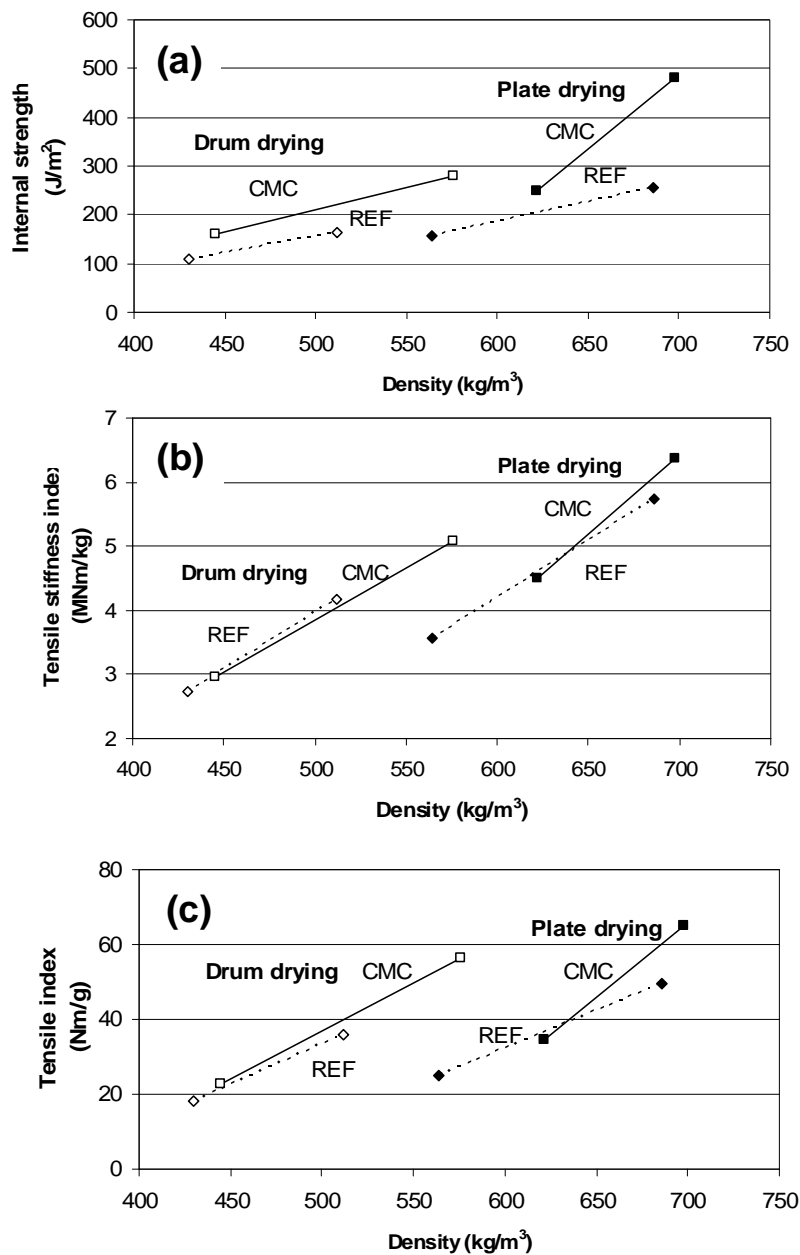 (a)
Plate drying
CMC
Drum drying
CMC
REF
REF
Internal strength
(J/m²)
600
500
400
300
200
100
0
400 450 500 550 600 650 700 750
Density (kg/m³)
(b)
Plate drying
CMC
Drum drying
CMC
REF
REF
Tensile stiffness index
(MNm/kg)
7
6
5
4
3
2
400 450 500 550 600 650 700 750
Density (kg/m³)
(c)
Plate drying
Drum drying
CMC
CMC
REF
REF
Tensile index
(Nm/g)
80
60
40
20
0
400 450 500 550 600 650 700 750
Density (kg/m³)